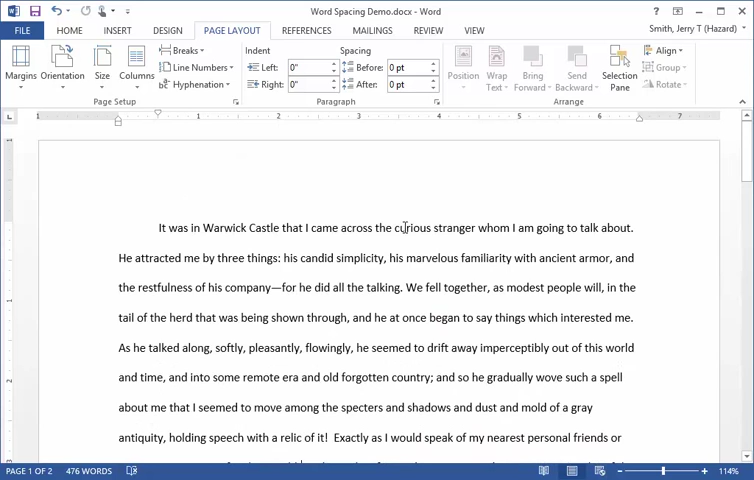 Word Spacing Demo.docx - Word
FILE HOME INSERT DESIGN PAGE LAYOUT REFERENCES MAILINGS REVIEW VIEW Smith, Jerry T (Hazard)
Margins Orientation Size Columns
Breaks
Line Numbers
Hyphenation
Page Setup
Indent Spacing
Left: 0" Before: 0 pt
Right: 0" After: 0 pt
Paragraph
Position Wrap Text Bring Forward Send Backward Selection Pane
Align
Group
Rotate
Arrange
1 1 2 3 4 5 6 7
It was in Warwick Castle that I came across the curious stranger whom I am going to talk about.
He attracted me by three things: his candid simplicity, his marvelous familiarity with ancient armor, and
the restfulness of his company—for he did all the talking. We fell together, as modest people will, in the
tail of the herd that was being shown through, and he at once began to say things which interested me.
As he talked along, softly, pleasantly, flowingly, he seemed to drift away imperceptibly out of this world
and time, and into some remote era and old forgotten country; and so he gradually wove such a spell
about me that I seemed to move among the specters and shadows and dust and mold of a gray
antiquity, holding speech with a relic of it!  Exactly as I would speak of my nearest personal friends or
PAGE 1 OF 2 476 WORDS 114%